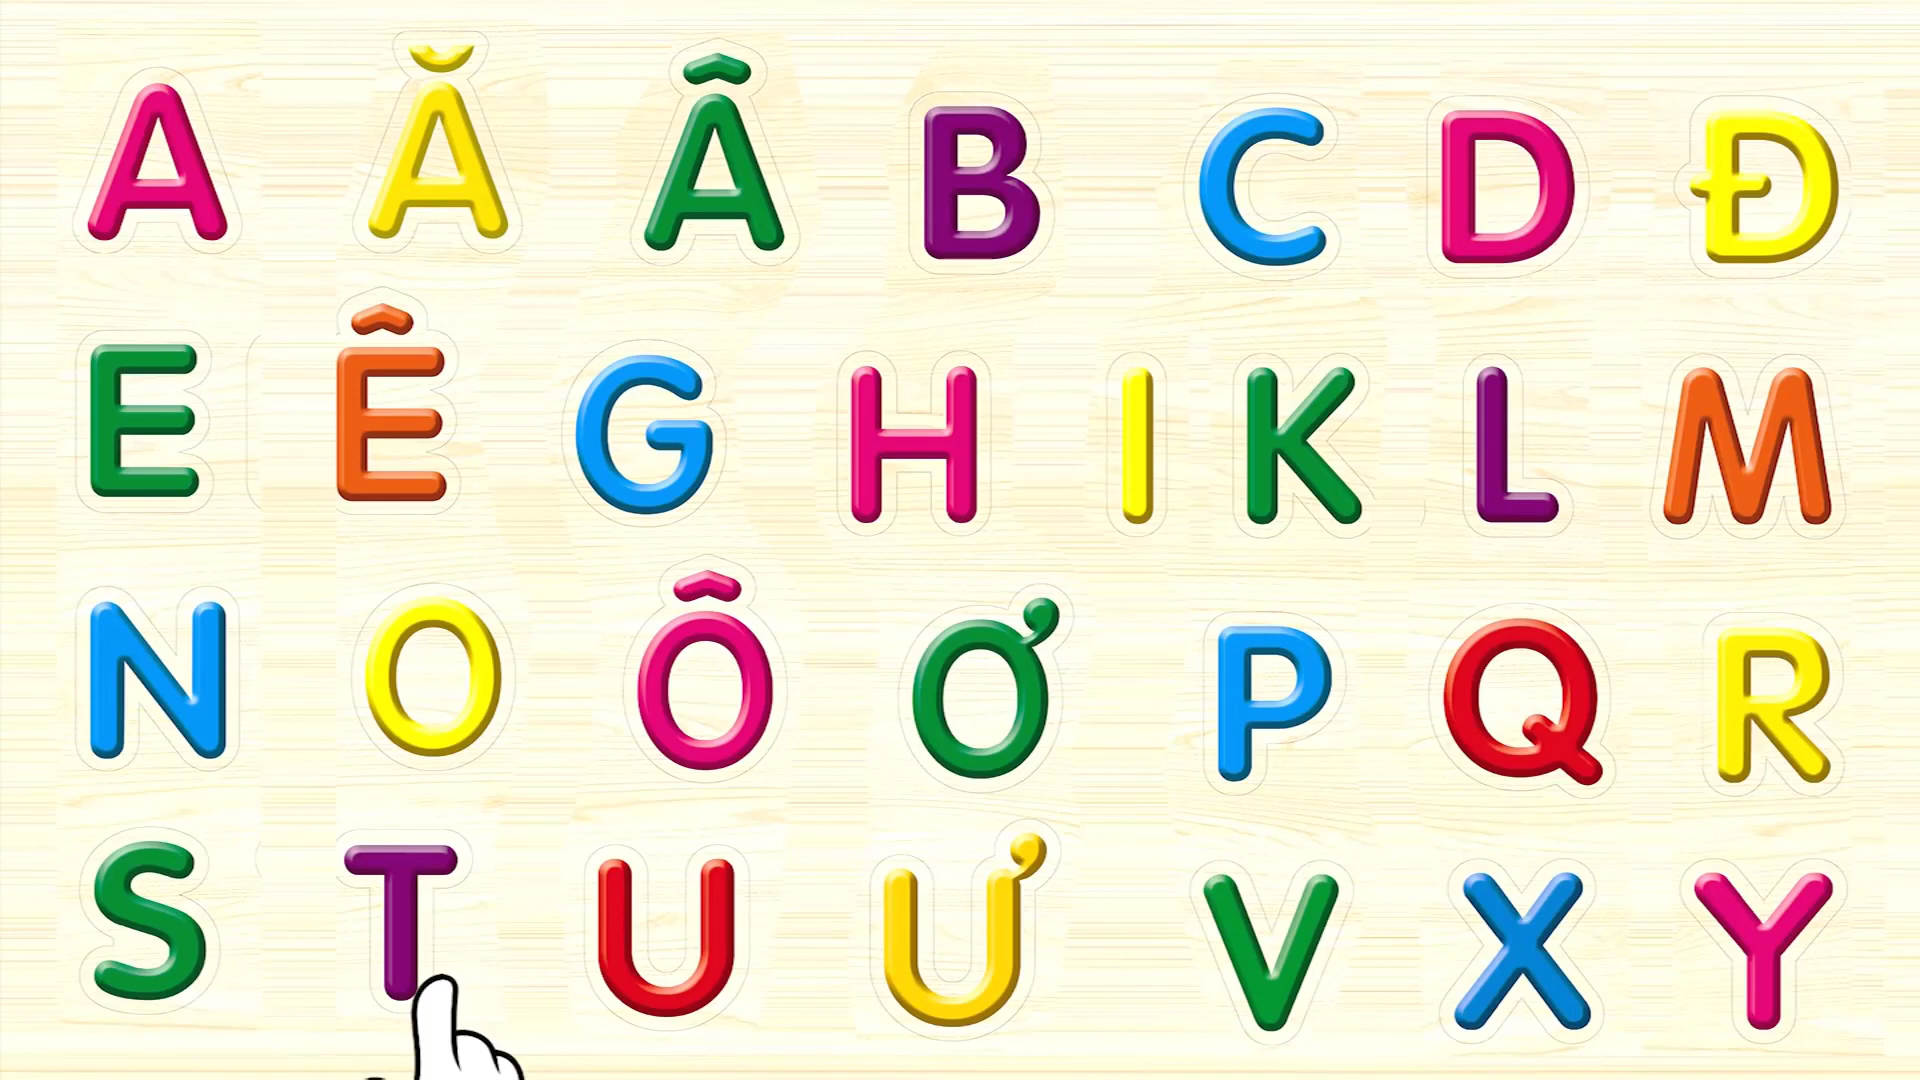 A Ă Â B C D Đ
E Ê G H I K L M
N O Ô Ơ P Q R
S T U Ư V X Y